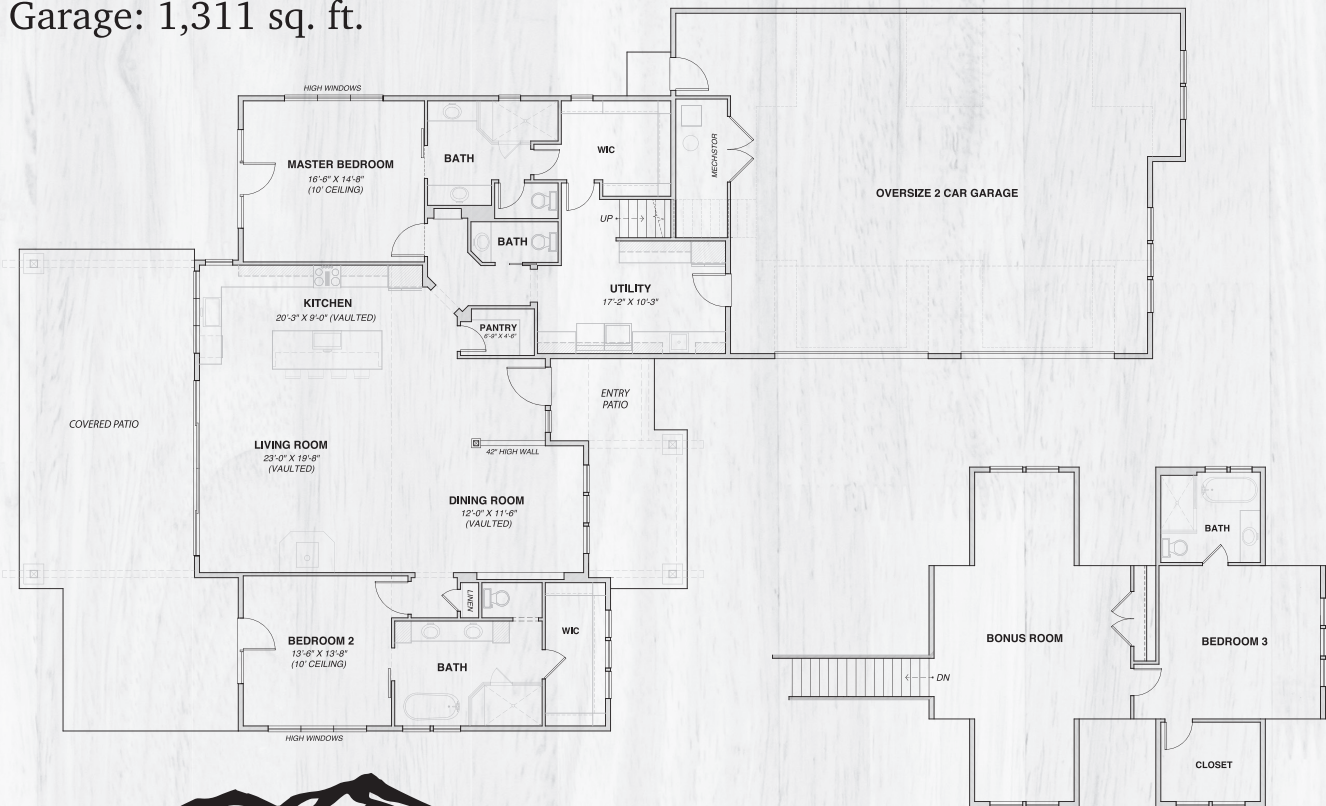 Garage: 1,311 sq. ft.
HIGH WINDOWS
MASTER BEDROOM
16'-6" X 14'-8"
(10' CEILING)
BATH
WIC
MECH/STOR
OVERSIZE 2 CAR GARAGE
UP
BATH
UTILITY
17'-2" X 10'-3"
KITCHEN
20'-3" X 9'-0" (VAULTED)
PANTRY
6'-9" X 4'-6"
ENTRY
PATIO
COVERED PATIO
LIVING ROOM
23'-0" X 19'-8"
(VAULTED)
42" HIGH WALL
DINING ROOM
12'-0" X 11'-6"
(VAULTED)
LINEN
BEDROOM 2
13'-6" X 13'-8"
(10' CEILING)
BATH
WIC
HIGH WINDOWS
BATH
BONUS ROOM
BEDROOM 3
DN
CLOSET